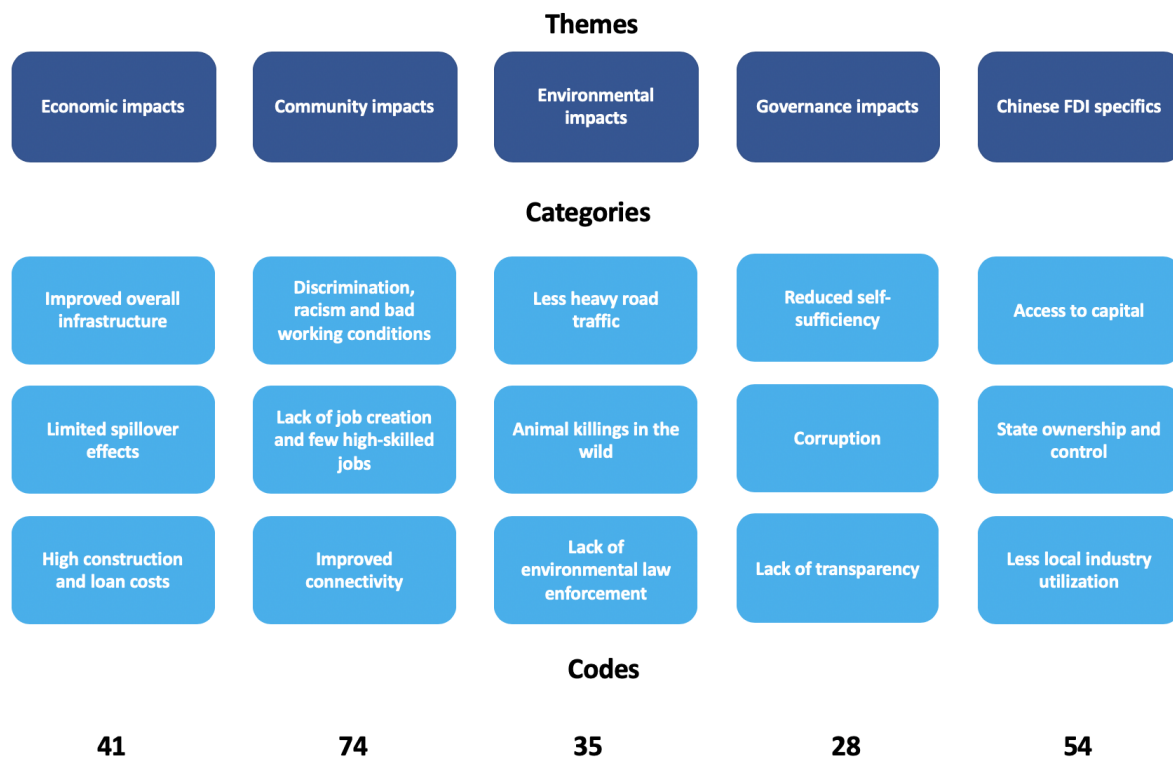 Themes
Economic impacts
Community impacts
Environmental
impacts
Governance impacts
Chinese FDI specifics
Categories
Improved overall
infrastructure
Discrimination,
racism and bad
working conditions
Less heavy road
traffic
Reduced self-
sufficiency
Access to capital
Limited spillover
effects
Lack of job creation
and few high-skilled
jobs
Animal killings in the
wild
Corruption
State ownership and
control
High construction
and loan costs
Improved
connectivity
Lack of
environmental law
enforcement
Lack of transparency
Less local industry
utilization
Codes
41
74
35
28
54